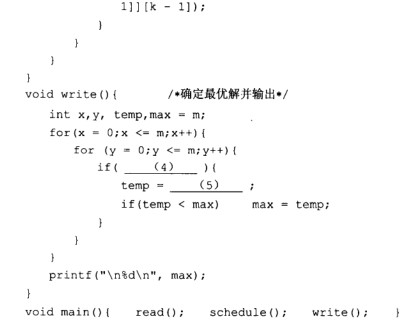 1]][k - 1]);
}
}
}
}
void write(){ /*确定最优解并输出*/
int x,y, temp,max = m;
for(x = 0;x <= m;x++){
for (y = 0;y <= m;y++){
if( (4) ){
temp = (5) ;
if(temp < max) max = temp;
}
}
}
printf("\n%d\n", max);
}
void main(){ read(); schedule(); write(); }